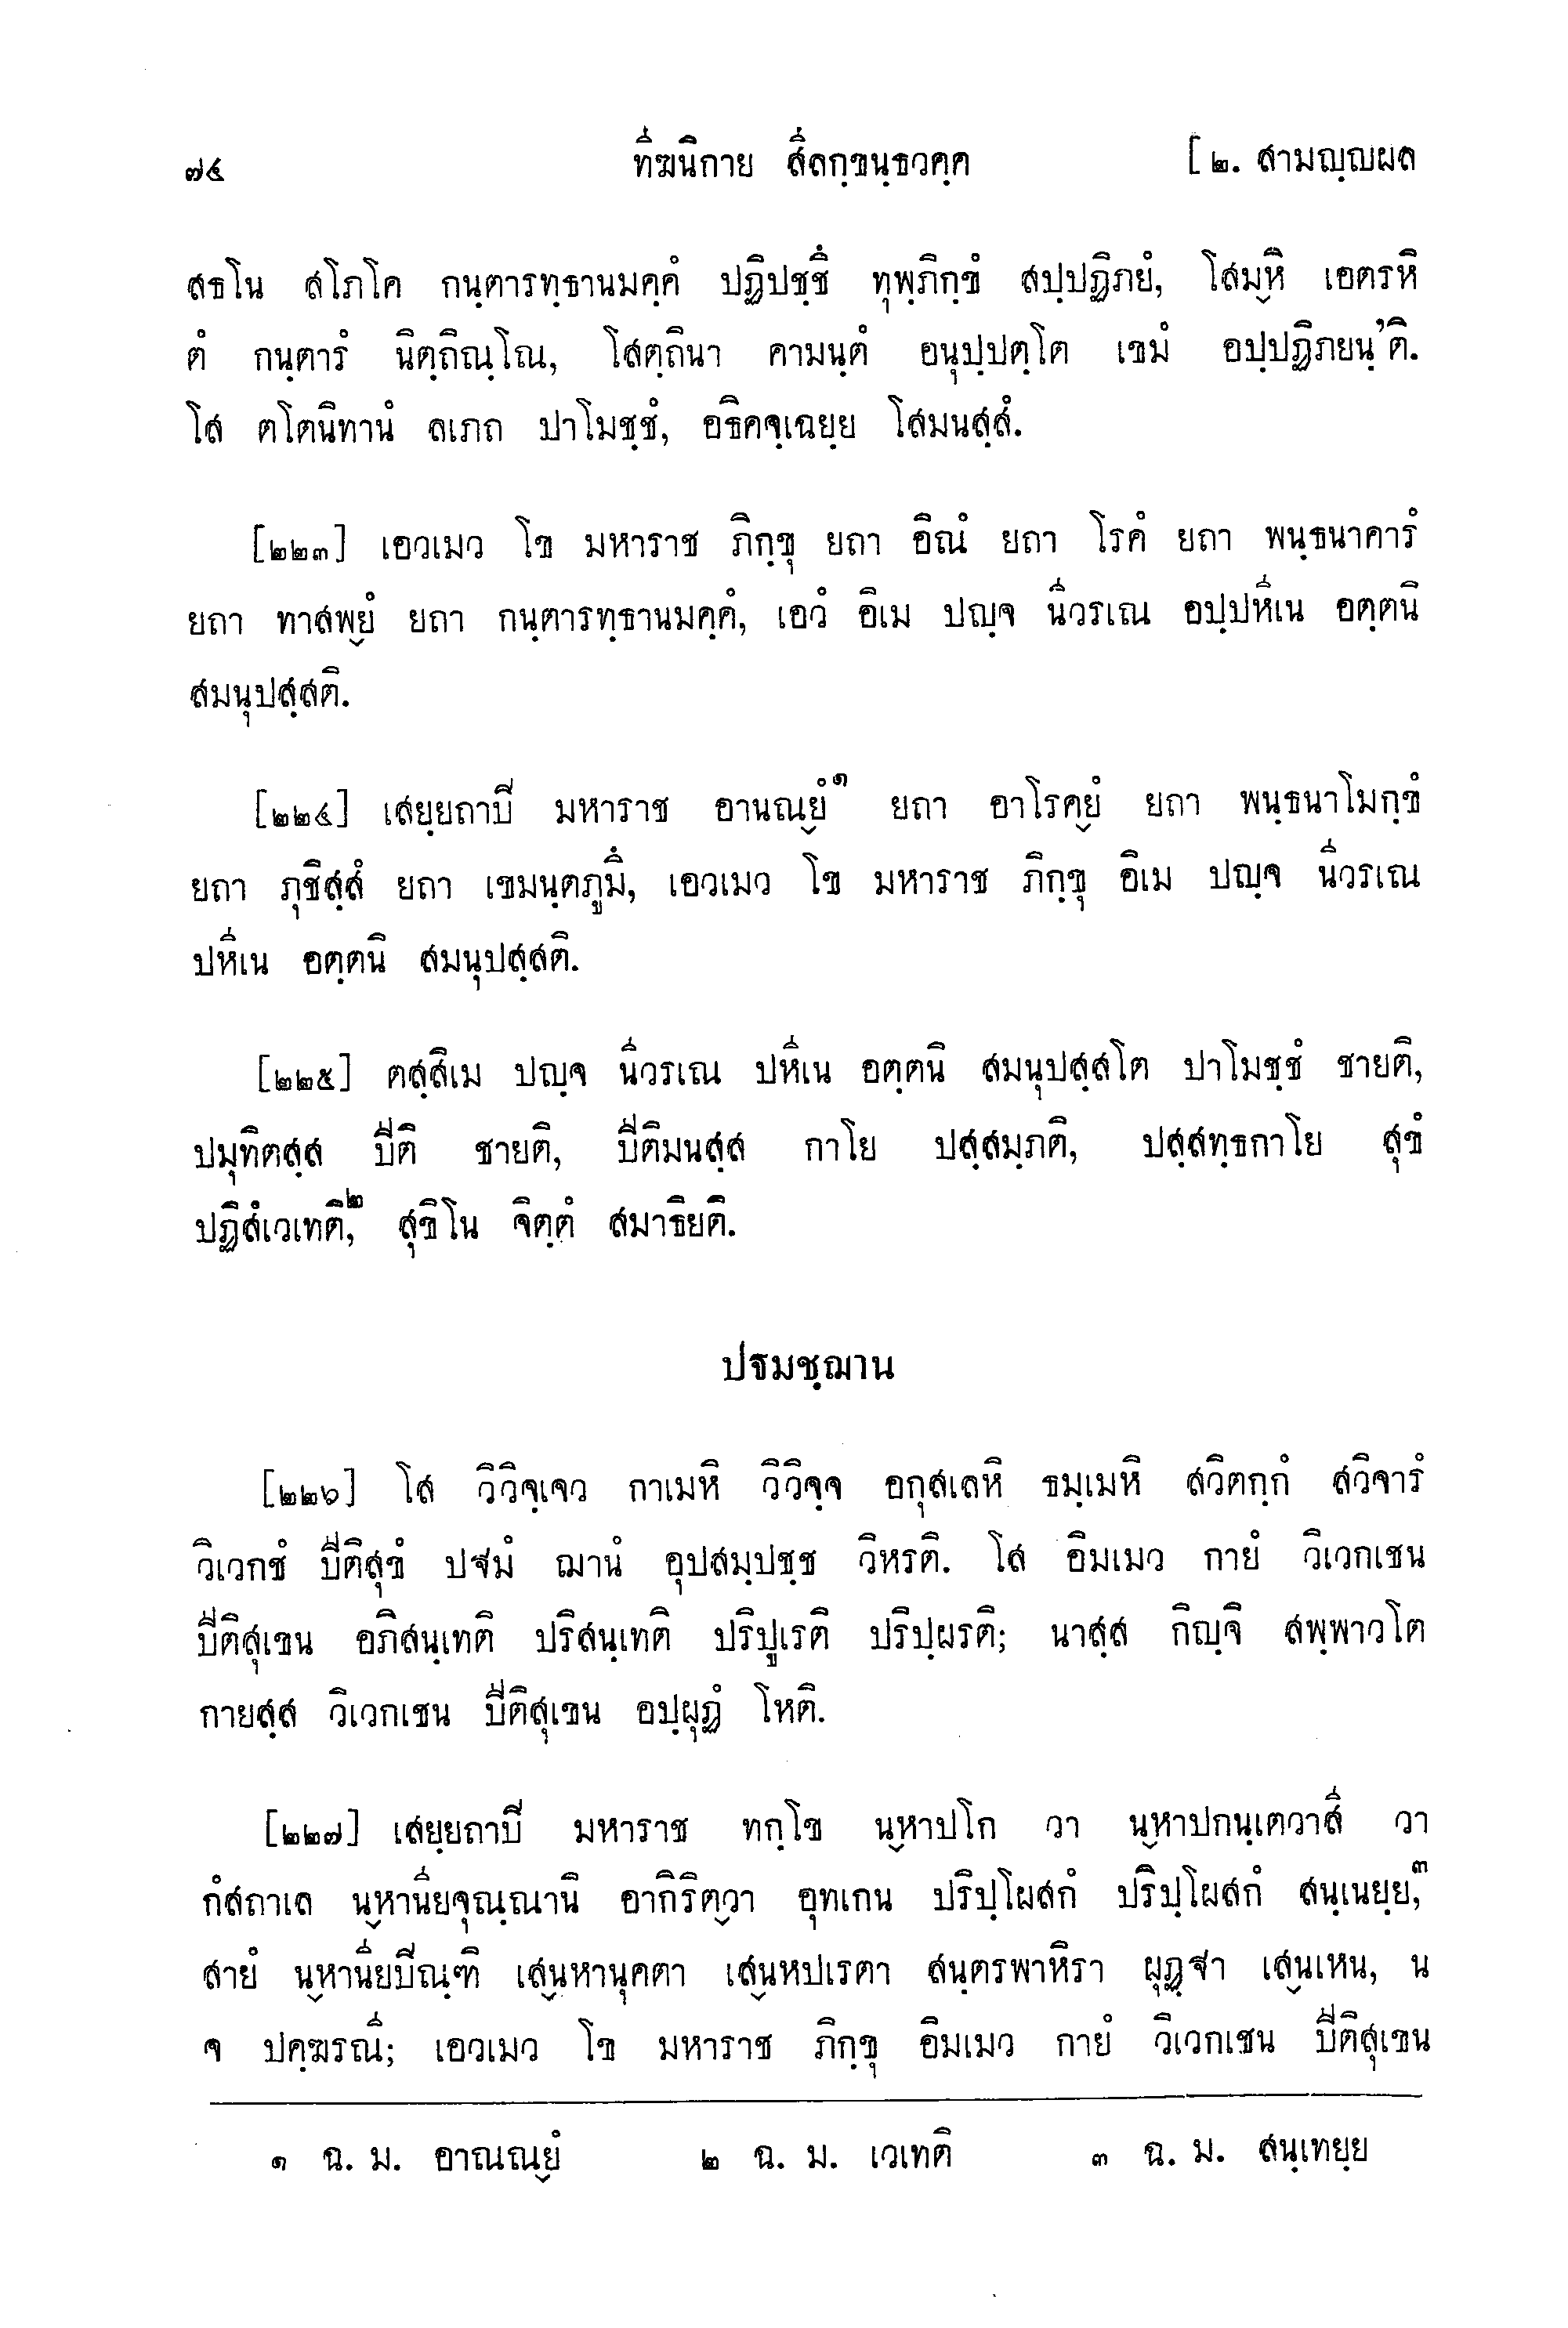 ๗๔ ทีฆนิกาย สีลกฺขนฺธวคฺค [ ๒. สามญฺญผล
สธโน สโภโค กนฺตารทฺธานมคฺคํ ปฏิปชฺชึ ทุพฺภิกฺขํ สปฺปฏิภยํ, โสมฺหิ เอตรหิ
ตํ กนฺตารํ นิตฺถิณฺโณ, โสตฺถินา คามนฺตํ อนุปฺปตฺโต เขมํ อปฺปฏิภยนฺ’ติ.
โส ตโตนิทานํ ลเภถ ปาโมชฺชํ, อธิคจฺเฉยฺย โสมนสฺสํ.
[๒๒๓] เอวเมว โข มหาราช ภิกฺขุ ยถา อิณํ ยถา โรคํ ยถา พนฺธนาคารํ
ยถา ทาสพฺยํ ยถา กนฺตารทฺธานมคฺคํ, เอวํ อิเม ปญฺจ นีวรเณ อปฺปหีเน อตฺตนิ
สมนุปสฺสติ.
[๒๒๔] เสยฺยถาปิ มหาราช อานณฺยํ๑ ยถา อาโรคฺยํ ยถา พนฺธนาโมกฺขํ
ยถา ภุชิสฺสํ ยถา เขมนฺตภูมึ, เอวเมว โข มหาราช ภิกฺขุ อิเม ปญฺจ นีวรเณ
ปหีเน อตฺตนิ สมนุปสฺสติ.
[๒๒๕] ตสฺสิเม ปญฺจ นีวรเณ ปหีเน อตฺตนิ สมนุปสฺสโต ปาโมชฺชํ ชายติ,
ปมุทิตสฺส ปีติ ชายติ, ปีติมนสฺส กาโย ปสฺสมฺภติ, ปสฺสทฺธกาโย สุขํ
ปฏิสํเวเทติ,๒ สุขิโน จิตฺตํ สมาธิยติ.
ปฐมชฺฌาน
[๒๒๖] โส วิวิจฺเจว กาเมหิ วิวิจฺจ อกุสเลหิ ธมฺเมหิ สวิตกฺกํ สวิจารํ
วิเวกชํ ปีติสุขํ ปฐมํ ฌานํ อุปสมฺปชฺช วิหรติ. โส อิมเมว กายํ วิเวกเชน
ปีติสุเขน อภิสนฺเทติ ปริสนฺเทติ ปริปูเรติ ปริปฺผรติ; นาสฺส กิญฺจิ สพฺพาวโต
กายสฺส วิเวกเชน ปีติสุเขน อปฺผุฏํ โหติ.
[๒๒๗] เสยฺยถาปิ มหาราช ทกฺโข นฺหาปโก วา นฺหาปกนฺเตวาสี วา
กํสถาเล นฺหานียจุณฺณานิ อากิริตฺวา อุทเกน ปริปฺโผสกํ ปริปฺโผสกํ สนฺเนยฺย,๓
สายํ นฺหานียปิณฺฑิ เสฺนหานุคตา เสฺนหปเรตา สนฺตรพาหิรา ผุฏฺฐา เสฺนเหน, น
จ ปคฺฆรณี; เอวเมว โข มหาราช ภิกฺขุ อิมเมว กายํ วิเวกเชน ปีติสุเขน
๑ ฉ. ม. อาณณฺยํ ๒ ฉ. ม. เวเทติ ๓ ฉ. ม. สนฺเทยฺย